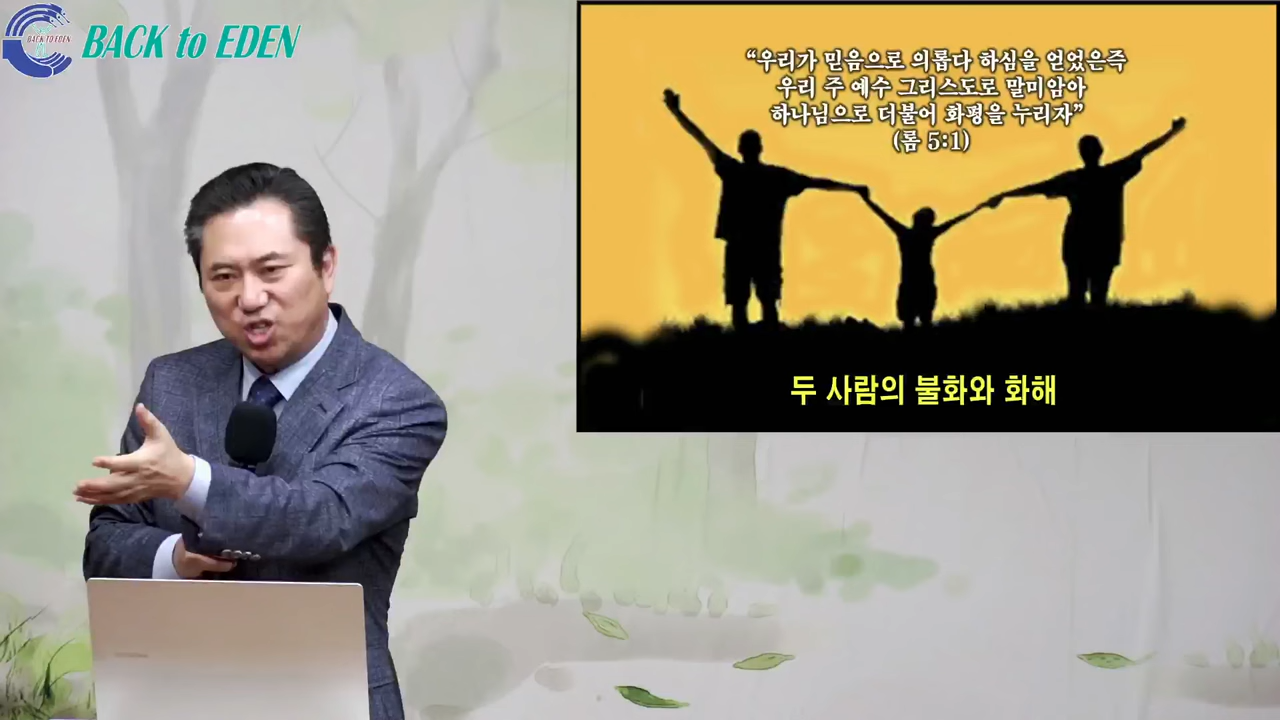 BACK TO EDEN
BACK to EDEN
“우리가 믿음으로 의롭다 하심을 얻었은즉
우리 주 예수 그리스도로 말미암아
하나님으로 더불어 화평을 누리자”
(롬 5:1)
두 사람의 불화와 화해